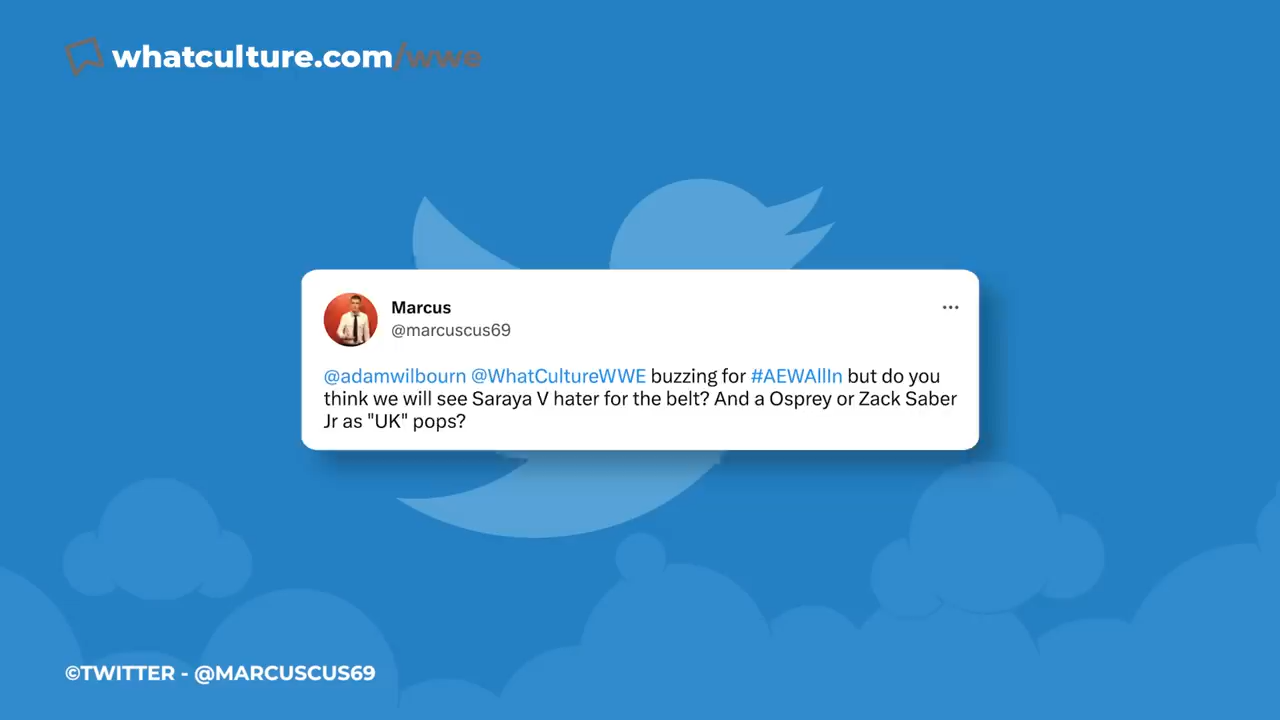 whatculture.com/wwe
Marcus
@marcuscus69
@adamwilbourn @WhatCultureWWE buzzing for #AEWAllIn but do you
think we will see Saraya V hater for the belt? And a Osprey or Zack Saber
Jr as "UK" pops?
©TWITTER - @MARCUSCUS69